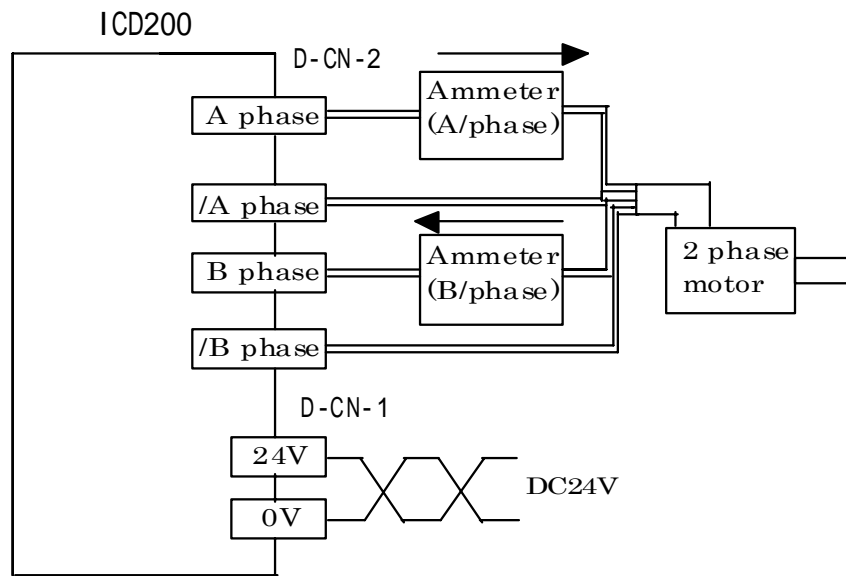 ICD200
D-CN-2
A phase
Ammeter
(A/phase)
/A phase
B phase
Ammeter
(B/phase)
2 phase
motor
/B phase
D-CN-1
24V
DC24V
0V